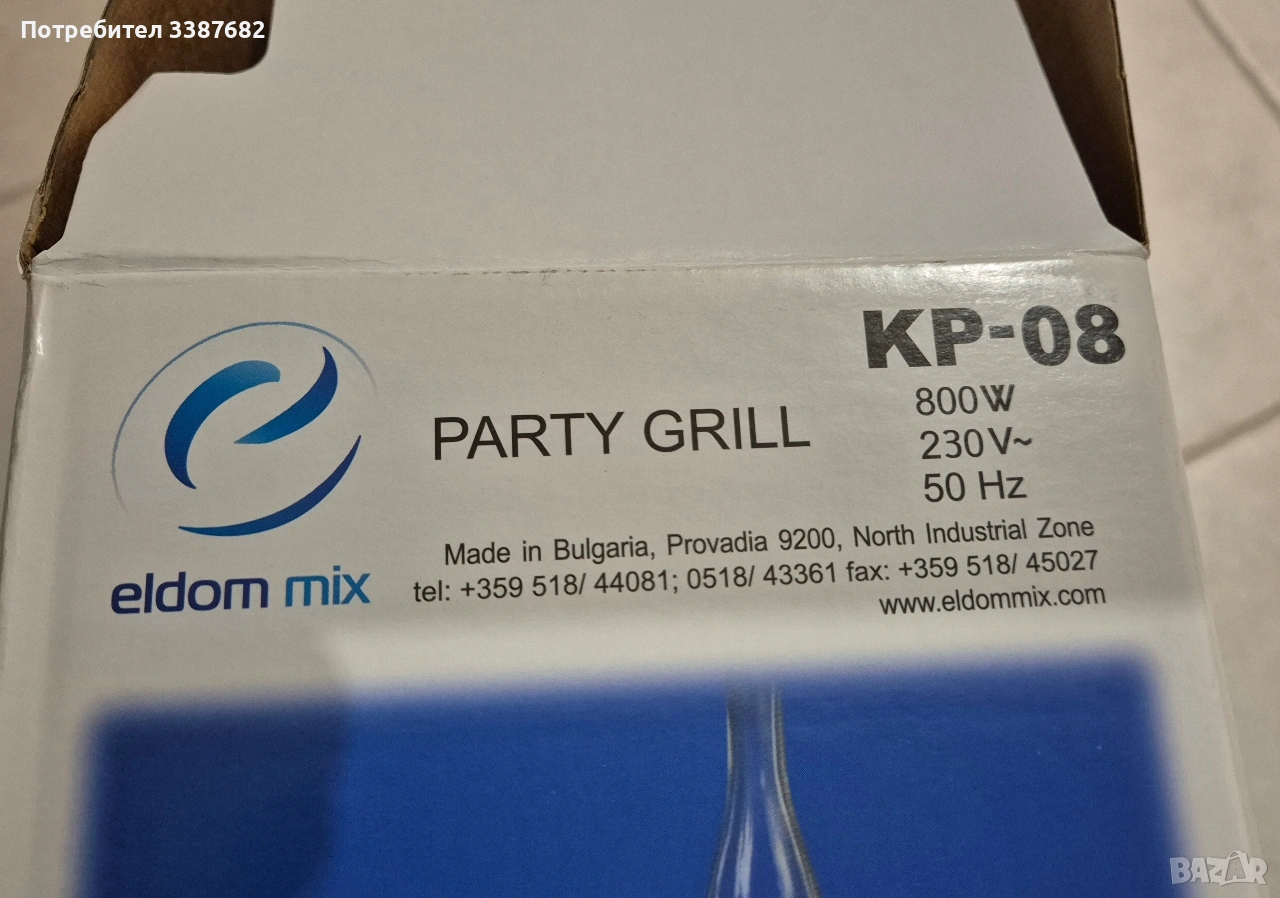 Потребител 3387682
KP-08
800W
PARTY GRILL
230V~
50 Hz
Made in Bulgaria, Provadia 9200, North Industrial Zone
tel: +359 518/ 44081; 0518/ 43361 fax: +359 518/ 45027
www.eldommix.com
eldom mix
BAZAR